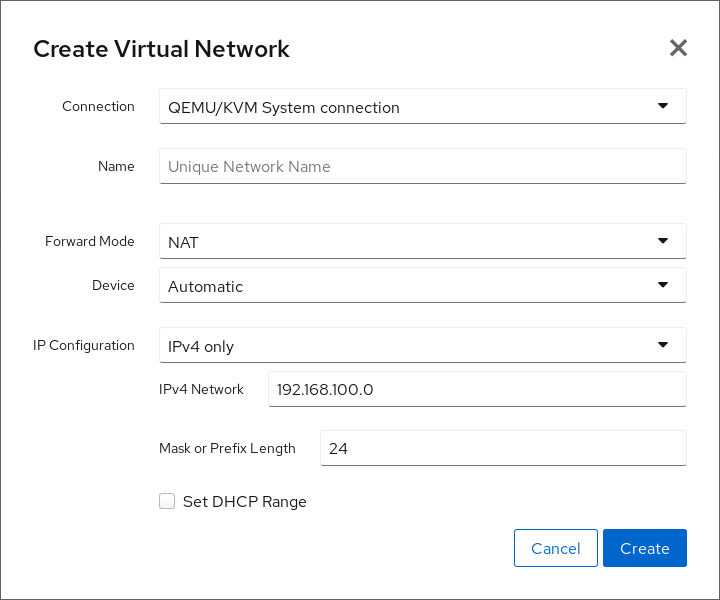 Create Virtual Network
Connection QEMU/KVM System connection
Name Unique Network Name
Forward Mode NAT
Device Automatic
IP Configuration IPv4 only
IPv4 Network 192.168.100.0
Mask or Prefix Length 24
Set DHCP Range
Cancel Create